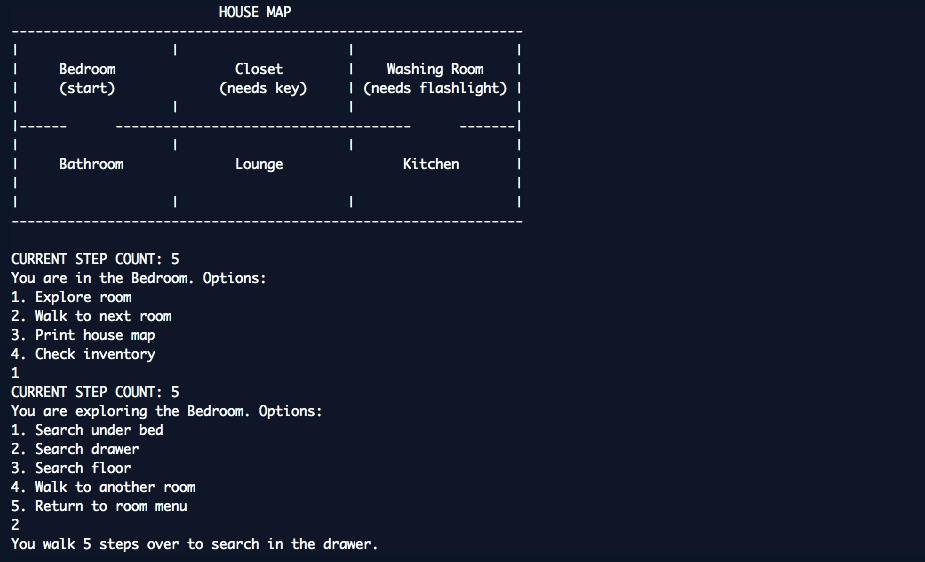 HOUSE MAP
----------------------------------------------------------------
|                   |                     |                    |
|     Bedroom              Closet         |    Washing Room    |
|     (start)            (needs key)      | (needs flashlight) |
|                   |                     |                    |
|------      -------------------------------------      -------|
|                   |                     |                    |
|     Bathroom             Lounge               Kitchen        |
|                                                              |
|                   |                     |                    |
----------------------------------------------------------------
CURRENT STEP COUNT: 5
You are in the Bedroom. Options:
1. Explore room
2. Walk to next room
3. Print house map
4. Check inventory
1
CURRENT STEP COUNT: 5
You are exploring the Bedroom. Options:
1. Search under bed
2. Search drawer
3. Search floor
4. Walk to another room
5. Return to room menu
2
You walk 5 steps over to search in the drawer.